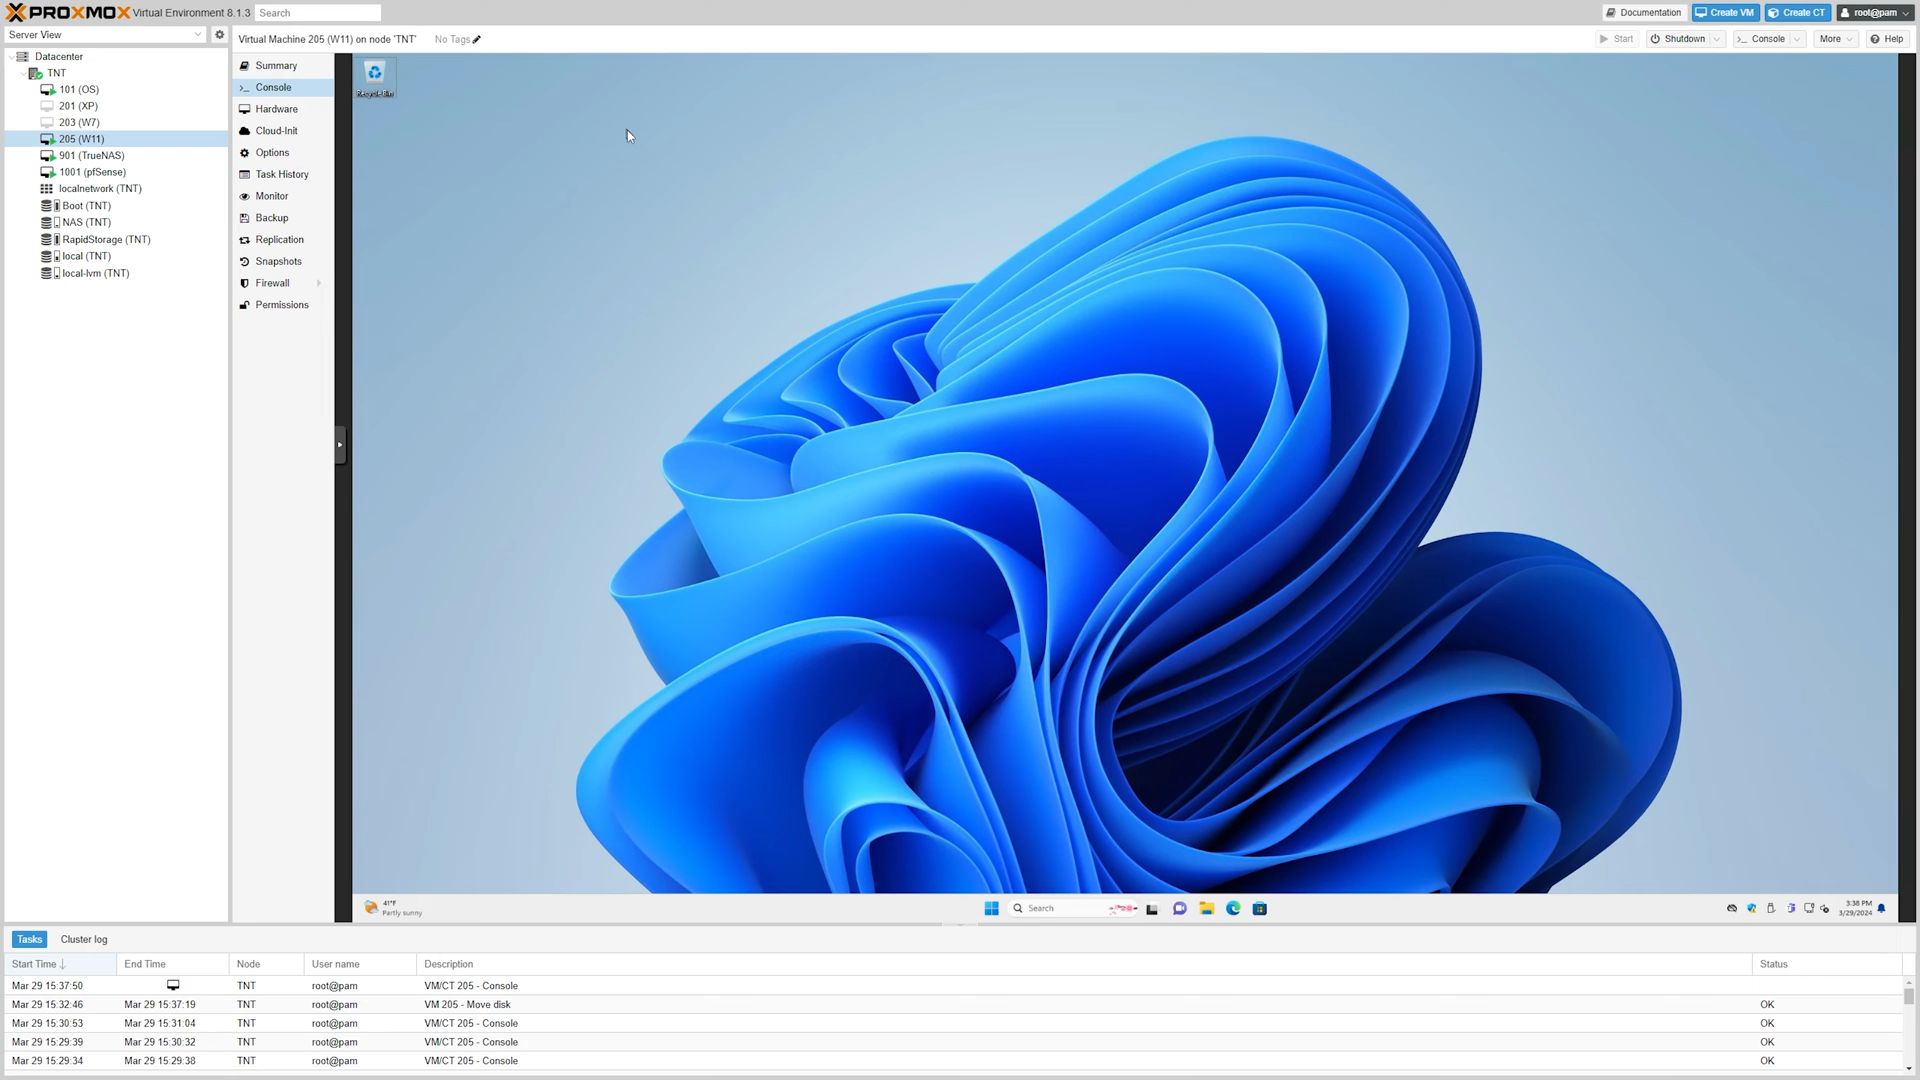 PROXMOX Virtual Environment 8.1.3 Search
Documentation Create VM Create CT root@pam
Server View
Virtual Machine 205 (W11) on node 'TNT' No Tags
Start Shutdown Console More Help
Datacenter
TNT
101 (OS)
201 (XP)
203 (W7)
205 (W11)
901 (TrueNAS)
1001 (pfSense)
localnetwork (TNT)
Boot (TNT)
NAS (TNT)
RapidStorage (TNT)
local (TNT)
local-lvm (TNT)
Summary
Console
Hardware
Cloud-Init
Options
Task History
Monitor
Backup
Replication
Snapshots
Firewall
Permissions
Recycle Bin
41°F
Partly sunny
Search
3:38 PM
3/29/2024
Tasks Cluster log
Start Time End Time Node User name Description Status
Mar 29 15:37:50 TNT root@pam VM/CT 205 - Console
Mar 29 15:32:46 Mar 29 15:37:19 TNT root@pam VM 205 - Move disk OK
Mar 29 15:30:53 Mar 29 15:31:04 TNT root@pam VM/CT 205 - Console OK
Mar 29 15:29:39 Mar 29 15:30:32 TNT root@pam VM/CT 205 - Console OK
Mar 29 15:29:34 Mar 29 15:29:38 TNT root@pam VM/CT 205 - Console OK